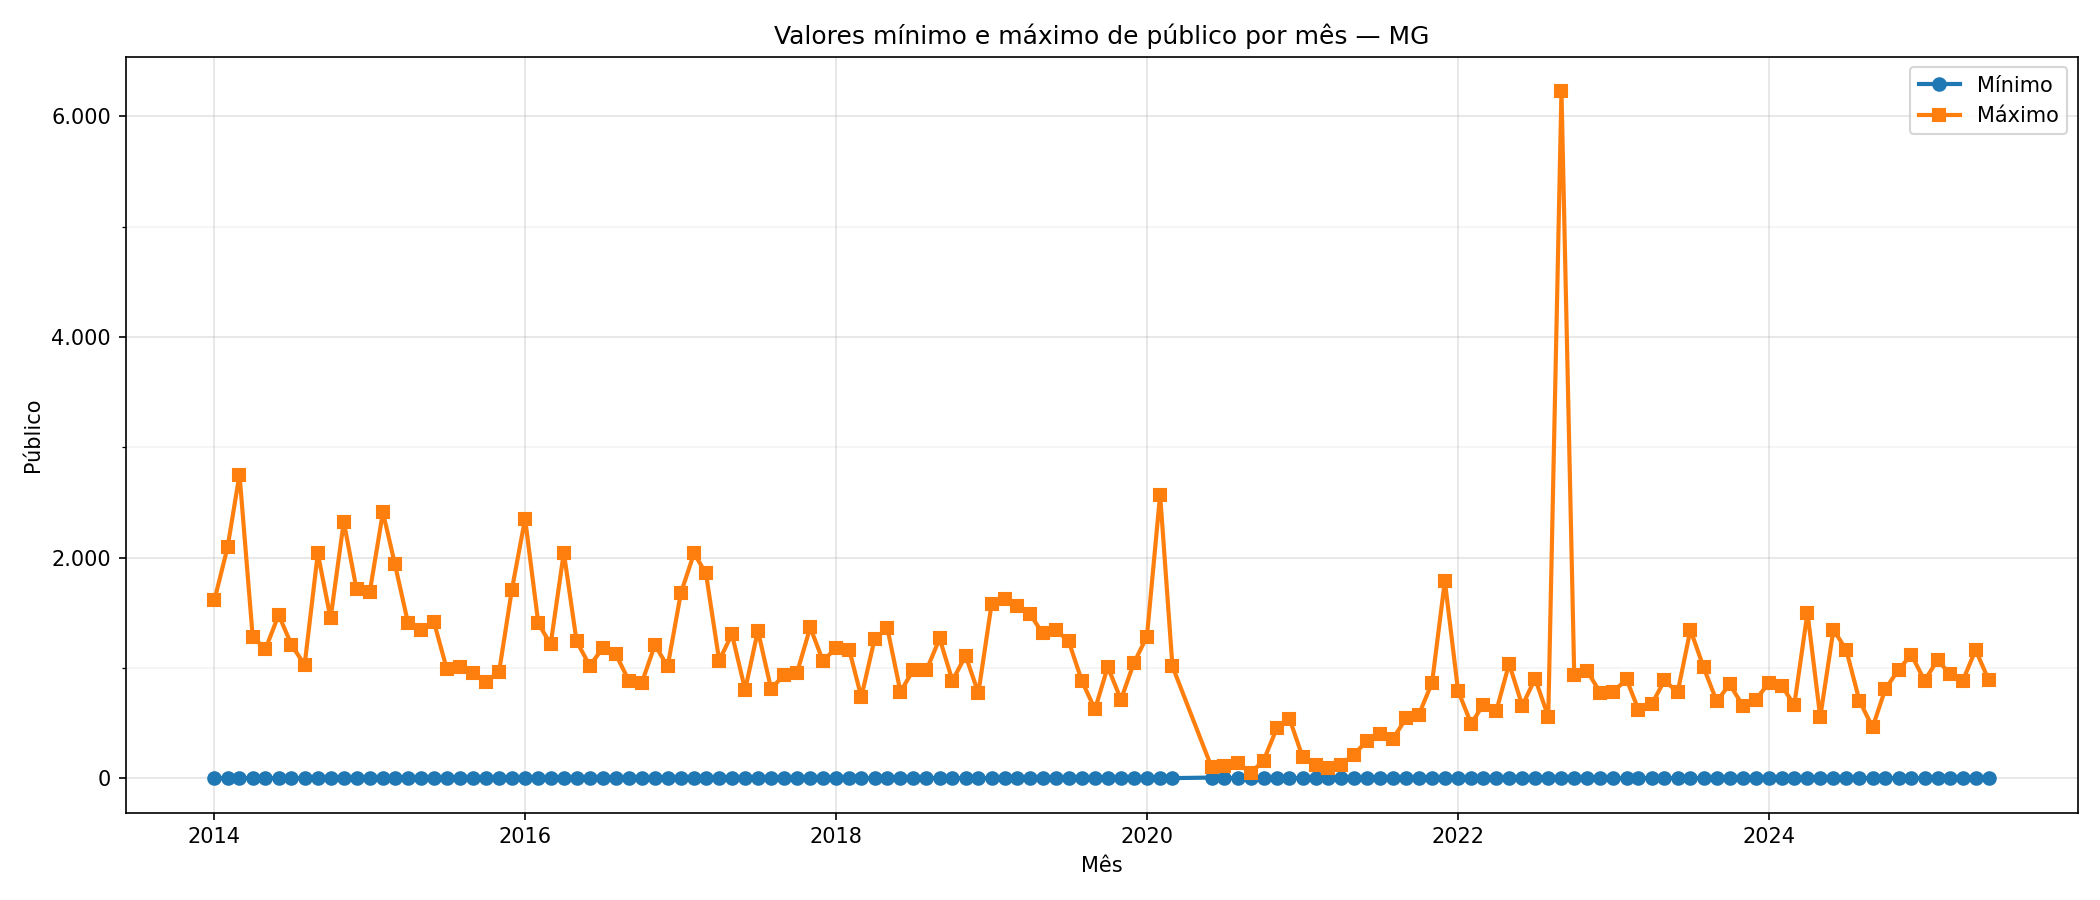 Valores mínimo e máximo de público por mês — MG
Mínimo
Máximo
Público
6.000
4.000
2.000
0
2014 2016 2018 2020 2022 2024
Mês